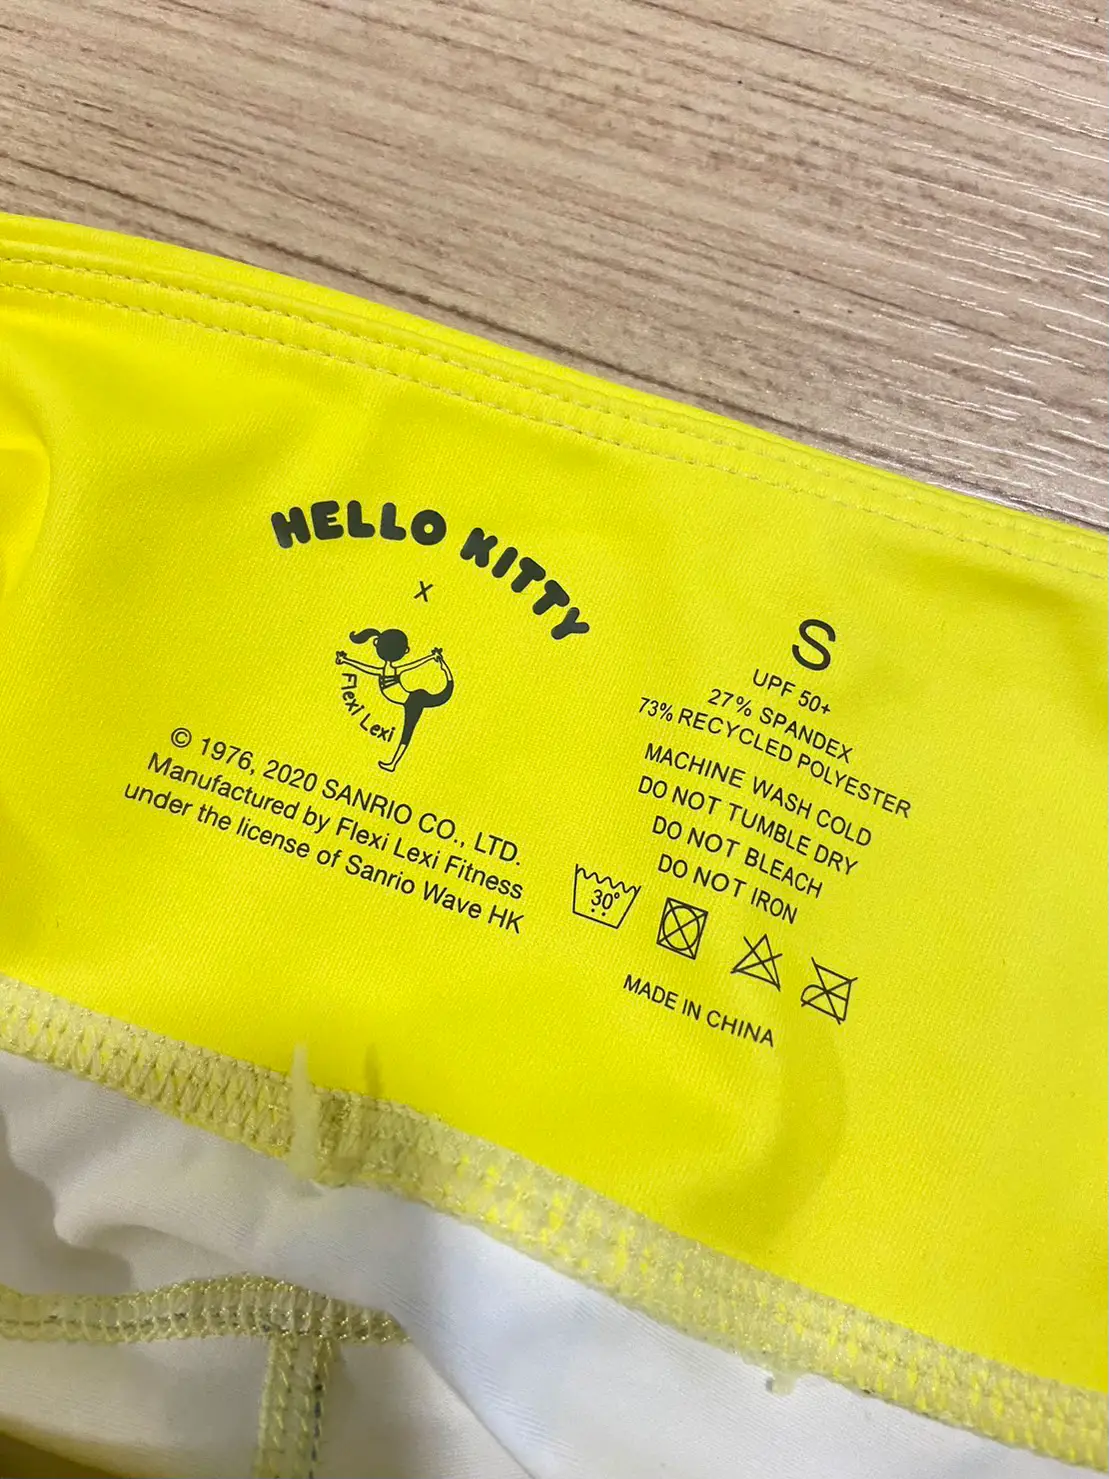 HELLO KITTY
X
Flexi Lexi
© 1976, 2020 SANRIO CO., LTD.
Manufactured by Flexi Lexi Fitness
under the license of Sanrio Wave HK
S
UPF 50+
27% SPANDEX
73% RECYCLED POLYESTER
MACHINE WASH COLD
DO NOT TUMBLE DRY
DO NOT BLEACH
DO NOT IRON
30°
MADE IN CHINA